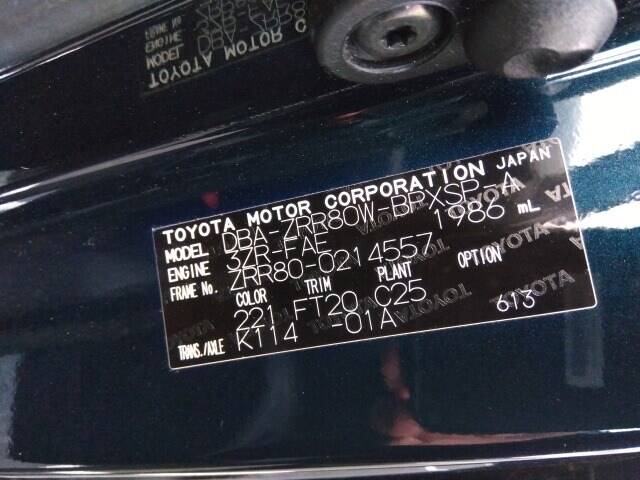 TOYOTA MOTOR CORPORATION JAPAN
MODEL DBA-ZRR80W-BPXSP-A
ENGINE 3ZR-FAE 1986 mL
FRAME No. ZRR80-0214557
COLOR TRIM PLANT OPTION
221 FT20 C25
TRANS./AXLE K114 -01A 613